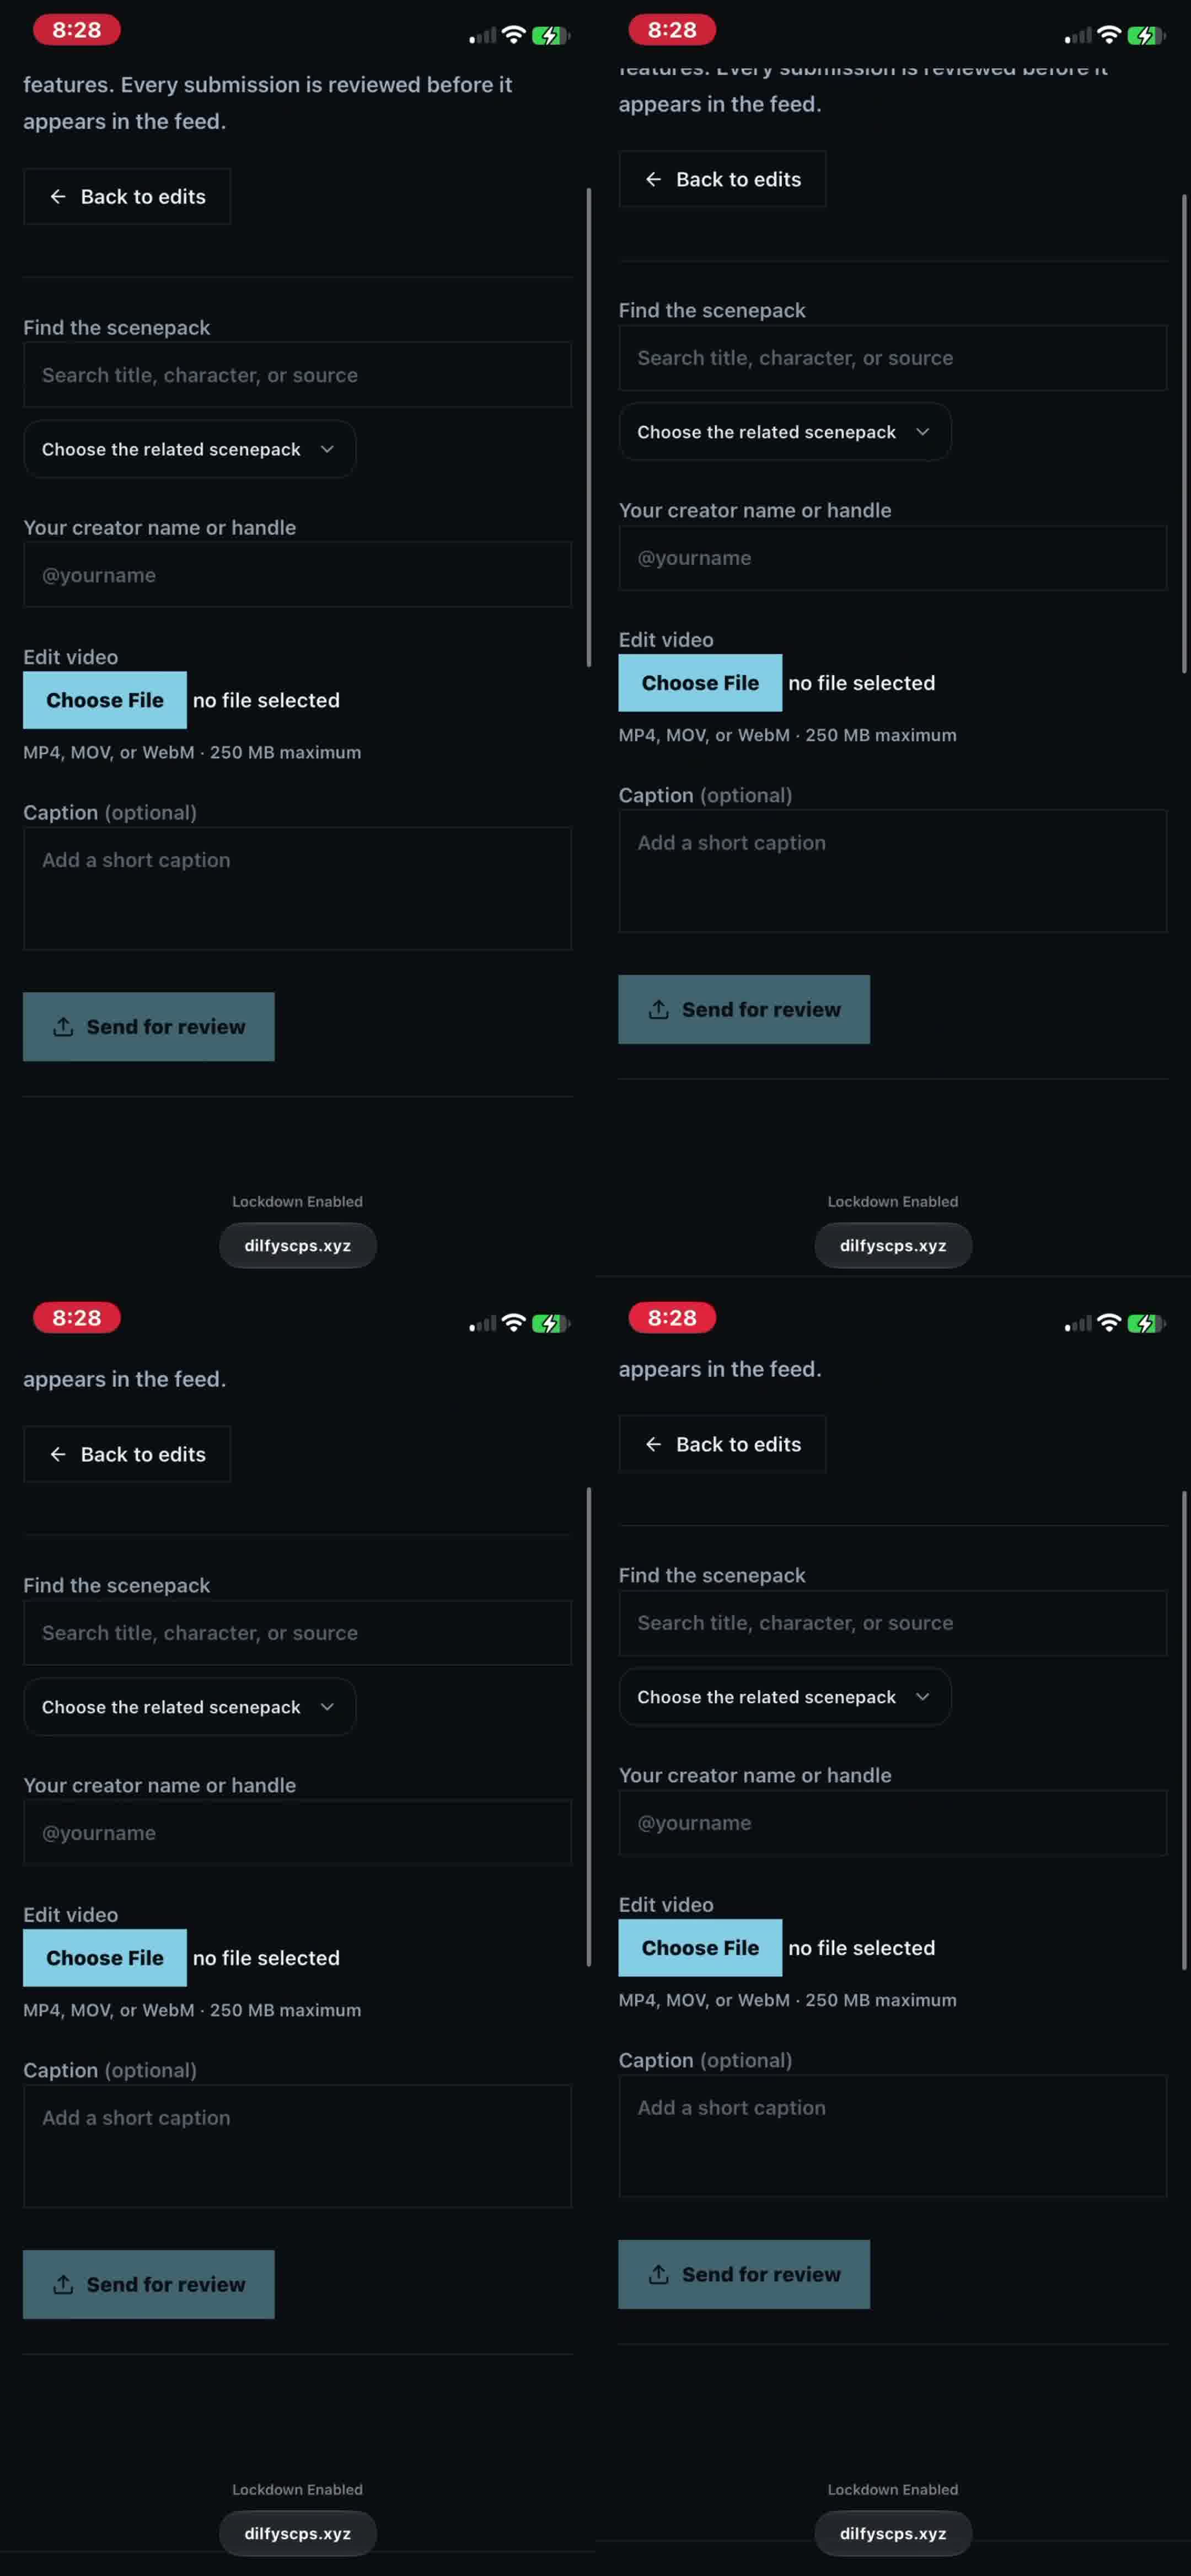 8:28
features. Every submission is reviewed before it
appears in the feed.
← Back to edits
Find the scenepack
Search title, character, or source
Choose the related scenepack
Your creator name or handle
@yourname
Edit video
Choose File no file selected
MP4, MOV, or WebM · 250 MB maximum
Caption (optional)
Add a short caption
Send for review
Lockdown Enabled
dilfyscps.xyz
8:28
features. Every submission is reviewed before it
appears in the feed.
← Back to edits
Find the scenepack
Search title, character, or source
Choose the related scenepack
Your creator name or handle
@yourname
Edit video
Choose File no file selected
MP4, MOV, or WebM · 250 MB maximum
Caption (optional)
Add a short caption
Send for review
Lockdown Enabled
dilfyscps.xyz
8:28
appears in the feed.
← Back to edits
Find the scenepack
Search title, character, or source
Choose the related scenepack
Your creator name or handle
@yourname
Edit video
Choose File no file selected
MP4, MOV, or WebM · 250 MB maximum
Caption (optional)
Add a short caption
Send for review
Lockdown Enabled
dilfyscps.xyz
8:28
appears in the feed.
← Back to edits
Find the scenepack
Search title, character, or source
Choose the related scenepack
Your creator name or handle
@yourname
Edit video
Choose File no file selected
MP4, MOV, or WebM · 250 MB maximum
Caption (optional)
Add a short caption
Send for review
Lockdown Enabled
dilfyscps.xyz